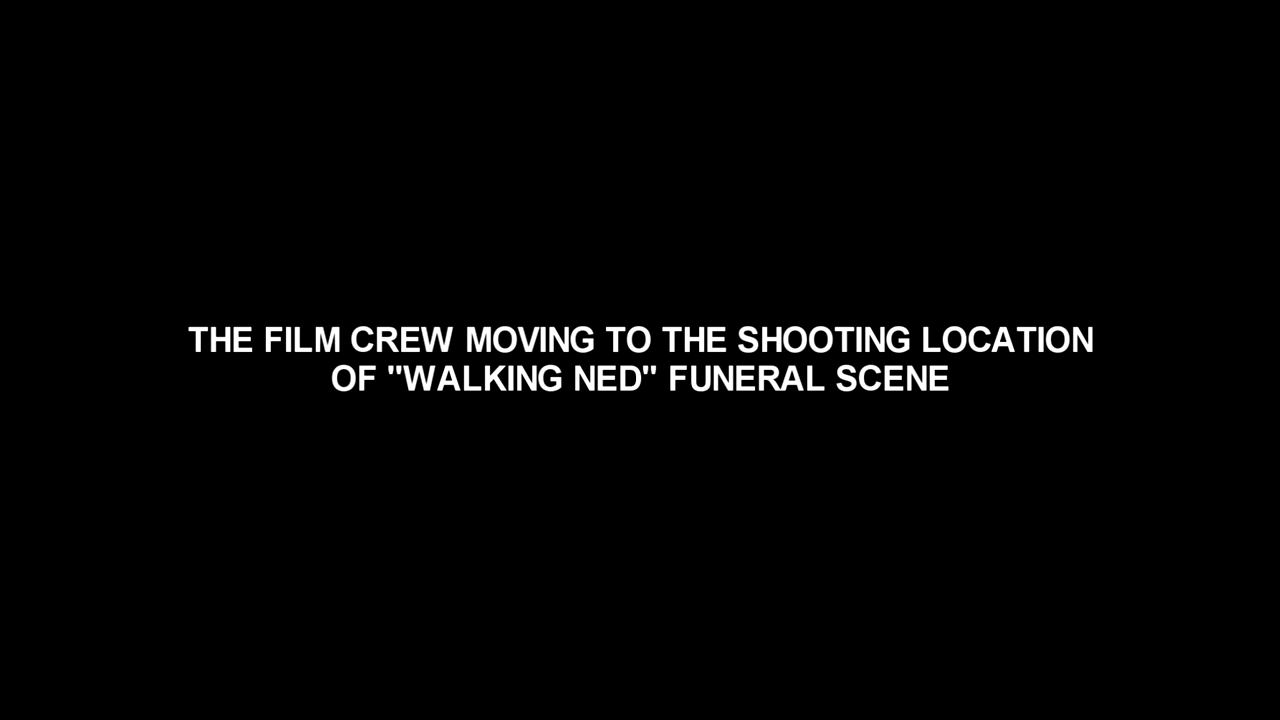 THE FILM CREW MOVING TO THE SHOOTING LOCATION
OF "WALKING NED" FUNERAL SCENE